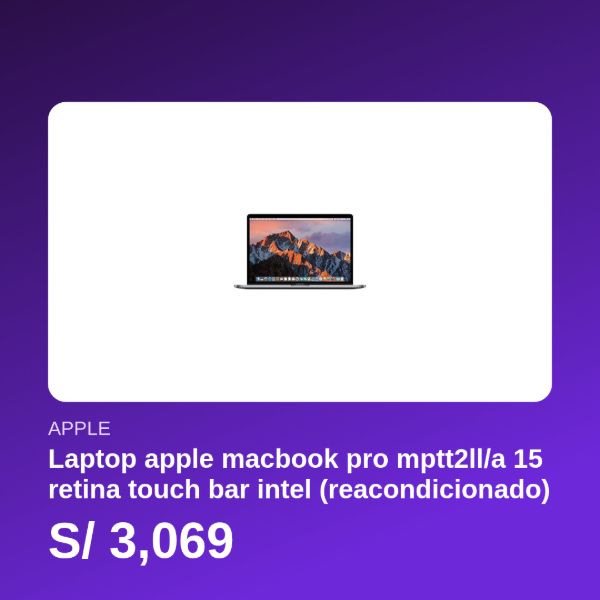 APPLE
Laptop apple macbook pro mptt2ll/a 15
retina touch bar intel (reacondicionado)
S/ 3,069